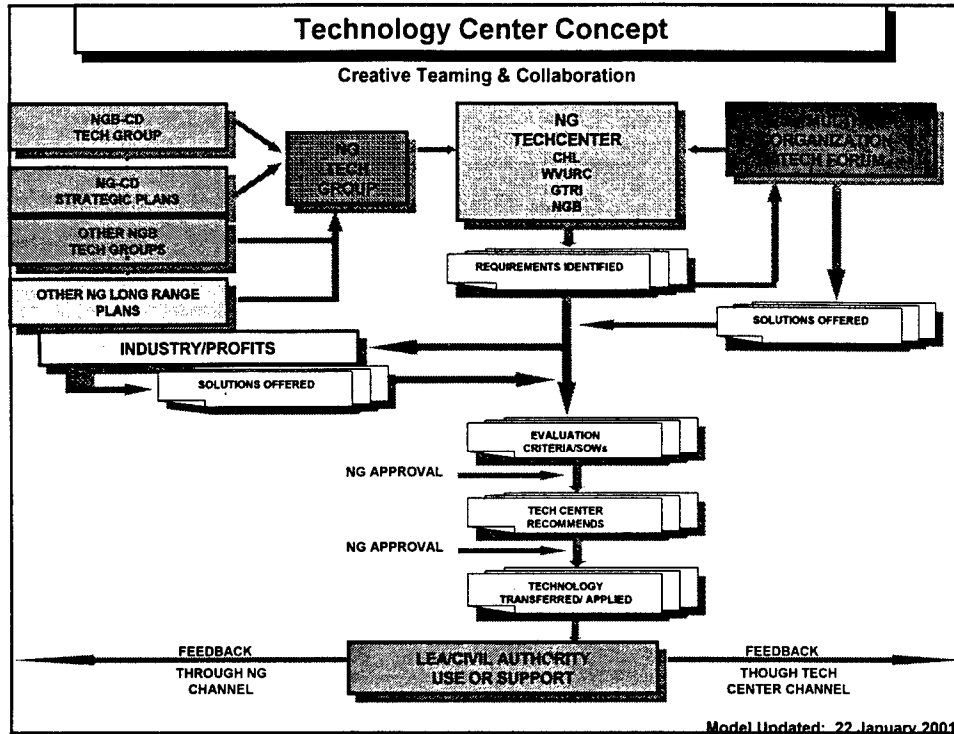 Technology Center Concept
Creative Teaming & Collaboration
NGB-CD
TECH GROUP
NG-CD
STRATEGIC PLANS
OTHER NGB
TECH GROUPS
OTHER NG LONG RANGE
PLANS
NG
TECH
GROUP
NG
TECHCENTER
CHL
WVURC
GTRI
NGB
MULTI
ORGANIZATION
TECH FORUM
REQUIREMENTS IDENTIFIED
SOLUTIONS OFFERED
INDUSTRY/PROFITS
SOLUTIONS OFFERED
EVALUATION
CRITERIA/SOWs
NG APPROVAL
TECH CENTER
RECOMMENDS
NG APPROVAL
TECHNOLOGY
TRANSFERRED/ APPLIED
FEEDBACK
THROUGH NG
CHANNEL
LEA/CIVIL AUTHORITY
USE OR SUPPORT
FEEDBACK
THOUGH TECH
CENTER CHANNEL
Model Updated: 22 January 2001